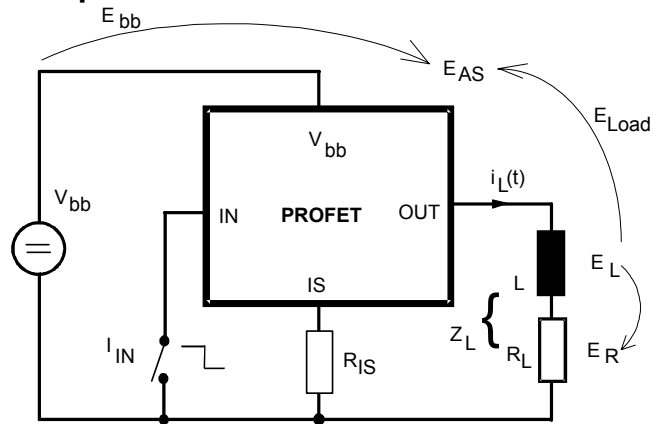 E bb
E AS
E Load
V bb
V bb
i L (t)
IN
PROFET
OUT
IS
L
E L
Z L {
I IN
R IS
R L
E R